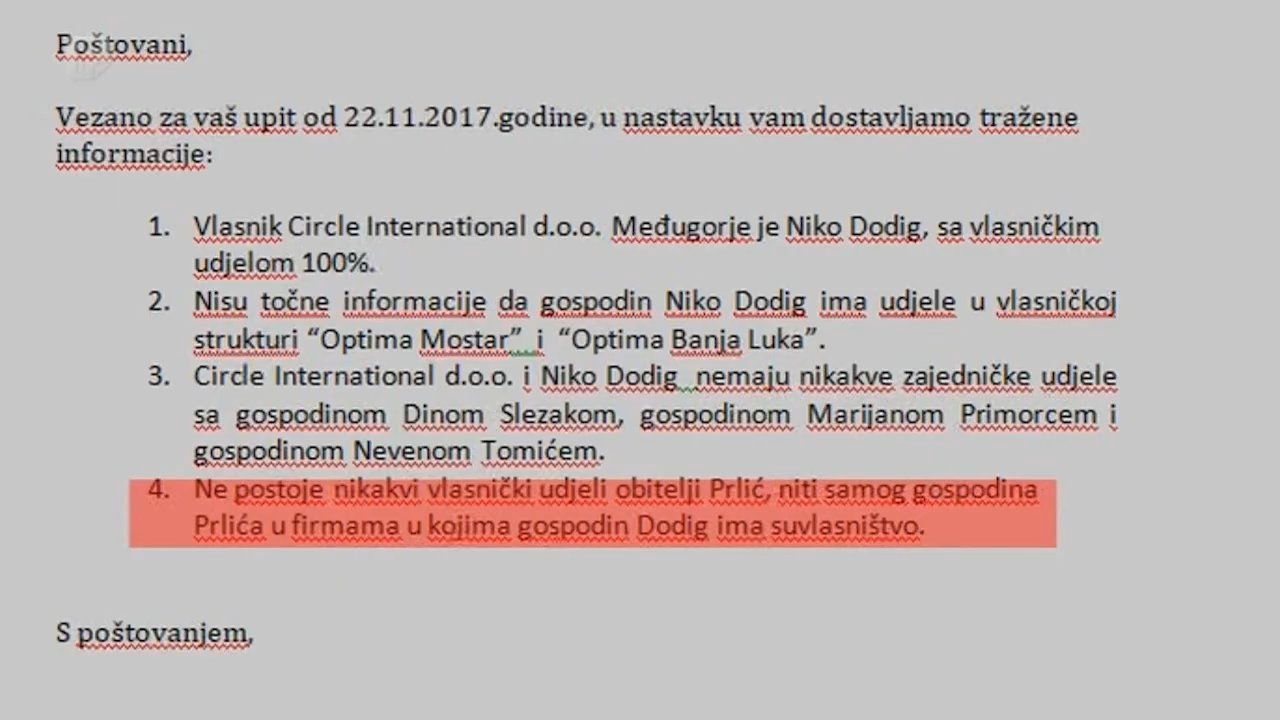 Poštovani,
Vezano za vaš upit od 22.11.2017.godine, u nastavku vam dostavljamo tražene
informacije:
1. Vlasnik Circle International d.o.o. Međugorje je Niko Dodig, sa vlasničkim
udjelom 100%.
2. Nisu točne informacije da gospodin Niko Dodig ima udjele u vlasničkoj
strukturi “Optima Mostar” i “Optima Banja Luka”.
3. Circle International d.o.o. i Niko Dodig nemaju nikakve zajedničke udjele
sa gospodinom Dinom Slezakom, gospodinom Marijanom Primorcem i
gospodinom Nevenom Tomićem.
4. Ne postoje nikakvi vlasnički udjeli obitelji Prlić, niti samog gospodina
Prlića u firmama u kojima gospodin Dodig ima suvlasništvo.
S poštovanjem,